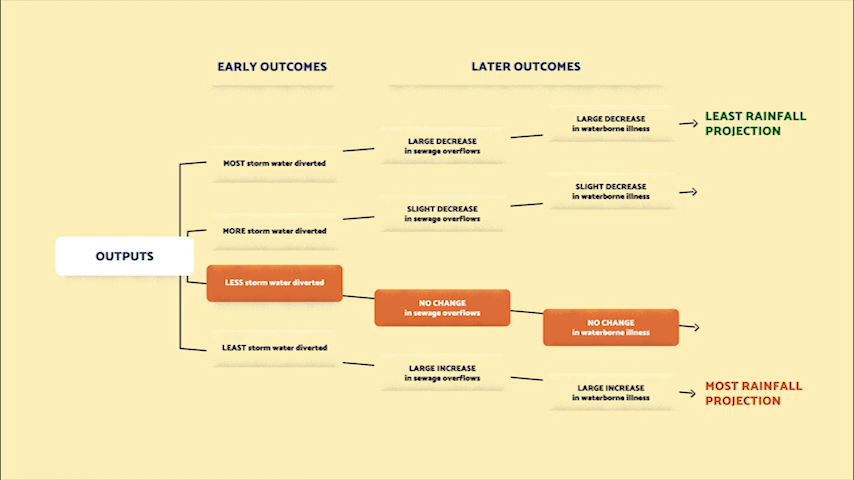 EARLY OUTCOMES
LATER OUTCOMES
OUTPUTS
MOST storm water diverted
LARGE DECREASE
in sewage overflows
LARGE DECREASE
in waterborne illness
LEAST RAINFALL
PROJECTION
MORE storm water diverted
SLIGHT DECREASE
in sewage overflows
SLIGHT DECREASE
in waterborne illness
LESS storm water diverted
NO CHANGE
in sewage overflows
NO CHANGE
in waterborne illness
LEAST storm water diverted
LARGE INCREASE
in sewage overflows
LARGE INCREASE
in waterborne illness
MOST RAINFALL
PROJECTION